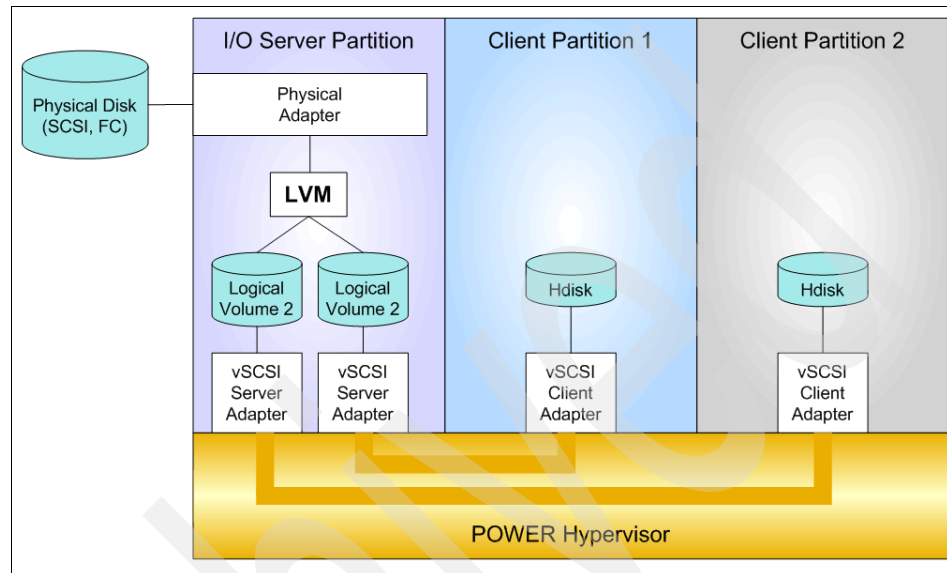 I/O Server Partition
Client Partition 1
Client Partition 2
Physical Disk
(SCSI, FC)
Physical
Adapter
LVM
Logical
Volume 2
Logical
Volume 2
Hdisk
Hdisk
vSCSI
Server
Adapter
vSCSI
Server
Adapter
vSCSI
Client
Adapter
vSCSI
Client
Adapter
POWER Hypervisor